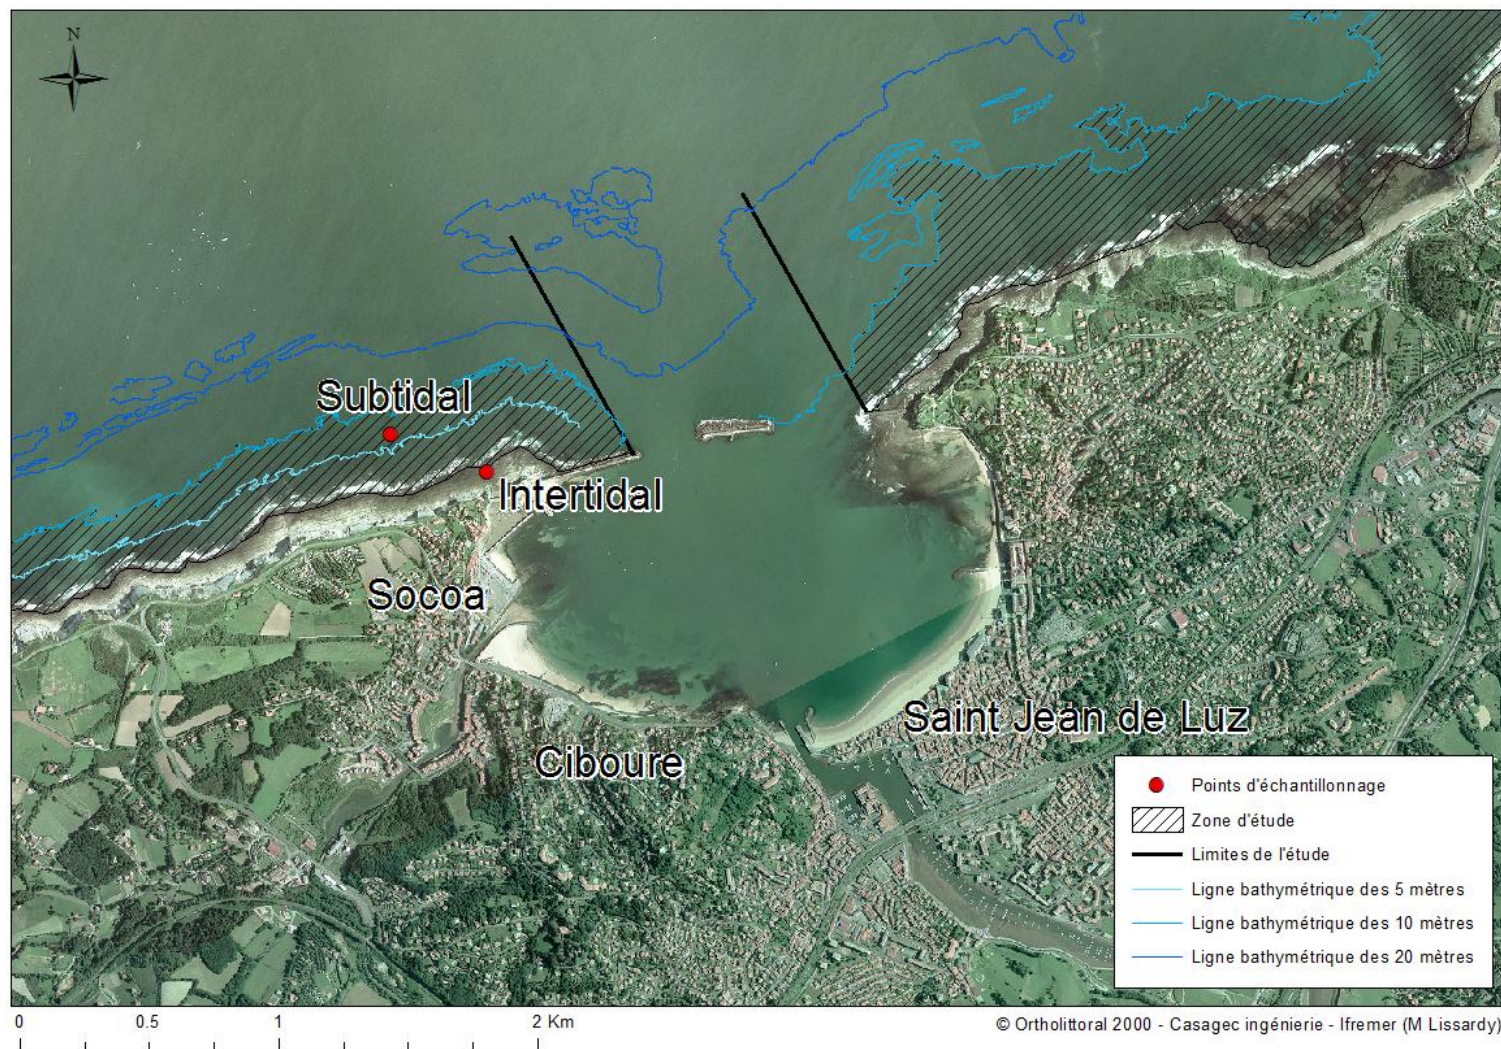 N
Subtidal
Intertidal
Socoa
Saint Jean de Luz
Ciboure
Points d'échantillonnage
Zone d'étude
Limites de l'étude
Ligne bathymétrique des 5 mètres
Ligne bathymétrique des 10 mètres
Ligne bathymétrique des 20 mètres
0 0.5 1 2 Km
© Ortholittoral 2000 - Casagec ingénierie - Ifremer (M Lissardy)